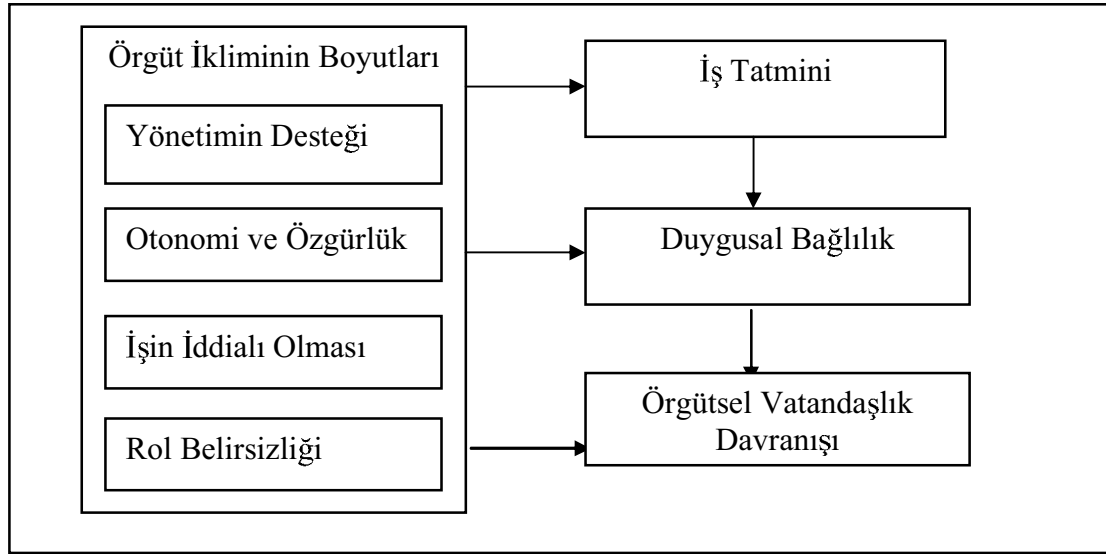 Örgüt İkliminin Boyutları
Yönetimin Desteği
Otonomi ve Özgürlük
İşin İddialı Olması
Rol Belirsizliği
İş Tatmini
Duygusal Bağlılık
Örgütsel Vatandaşlık
Davranışı